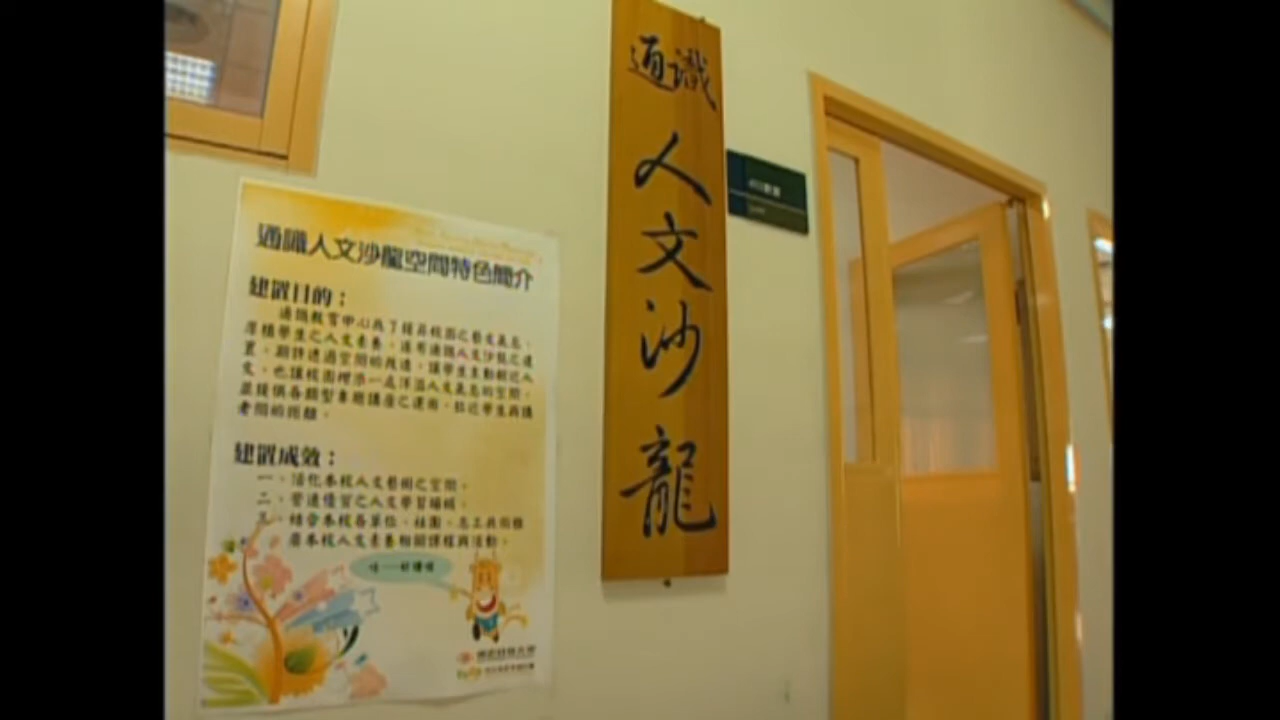 通識
人文沙龍
通識人文沙龍空間特色簡介
建置目的：
通識教育中心為了提昇校園之藝文氣息，
厚植學生之人文素養，遂有通識人文沙龍之建
置。期許透過空間的改造，讓學生主動親近人
文，也讓校園增添一處洋溢人文氣息的空間，
並提供各類型專題講座之運用，拉近學生與講
者間的距離。
建置成效：
一、活化本校人文藝術之空間。
二、營造優質之人文學習場域。
三、結合本校各單位、社團、志工共同推
廣本校人文素養相關課程與活動。